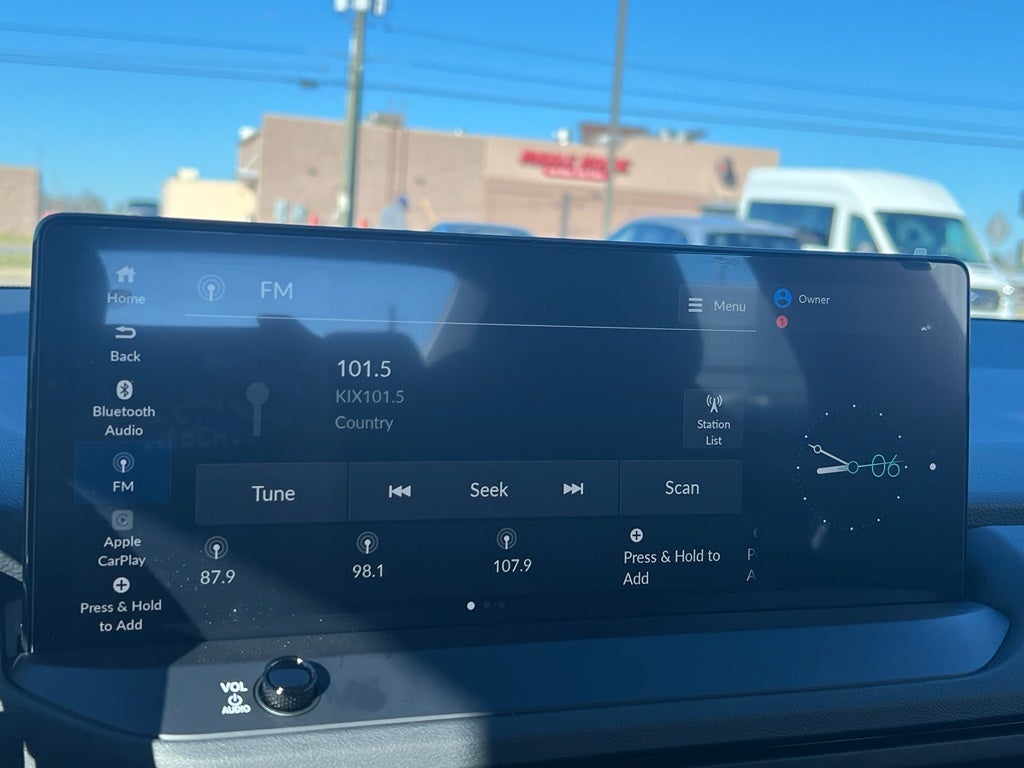 Home
FM
Menu
Owner
1
Back
101.5
KIX101.5
Country
Bluetooth
Audio
Station
List
FM
Tune
Seek
Scan
06
Apple
CarPlay
87.9
98.1
107.9
Press & Hold to
Add
P
A
Press & Hold
to Add
VOL
AUDIO